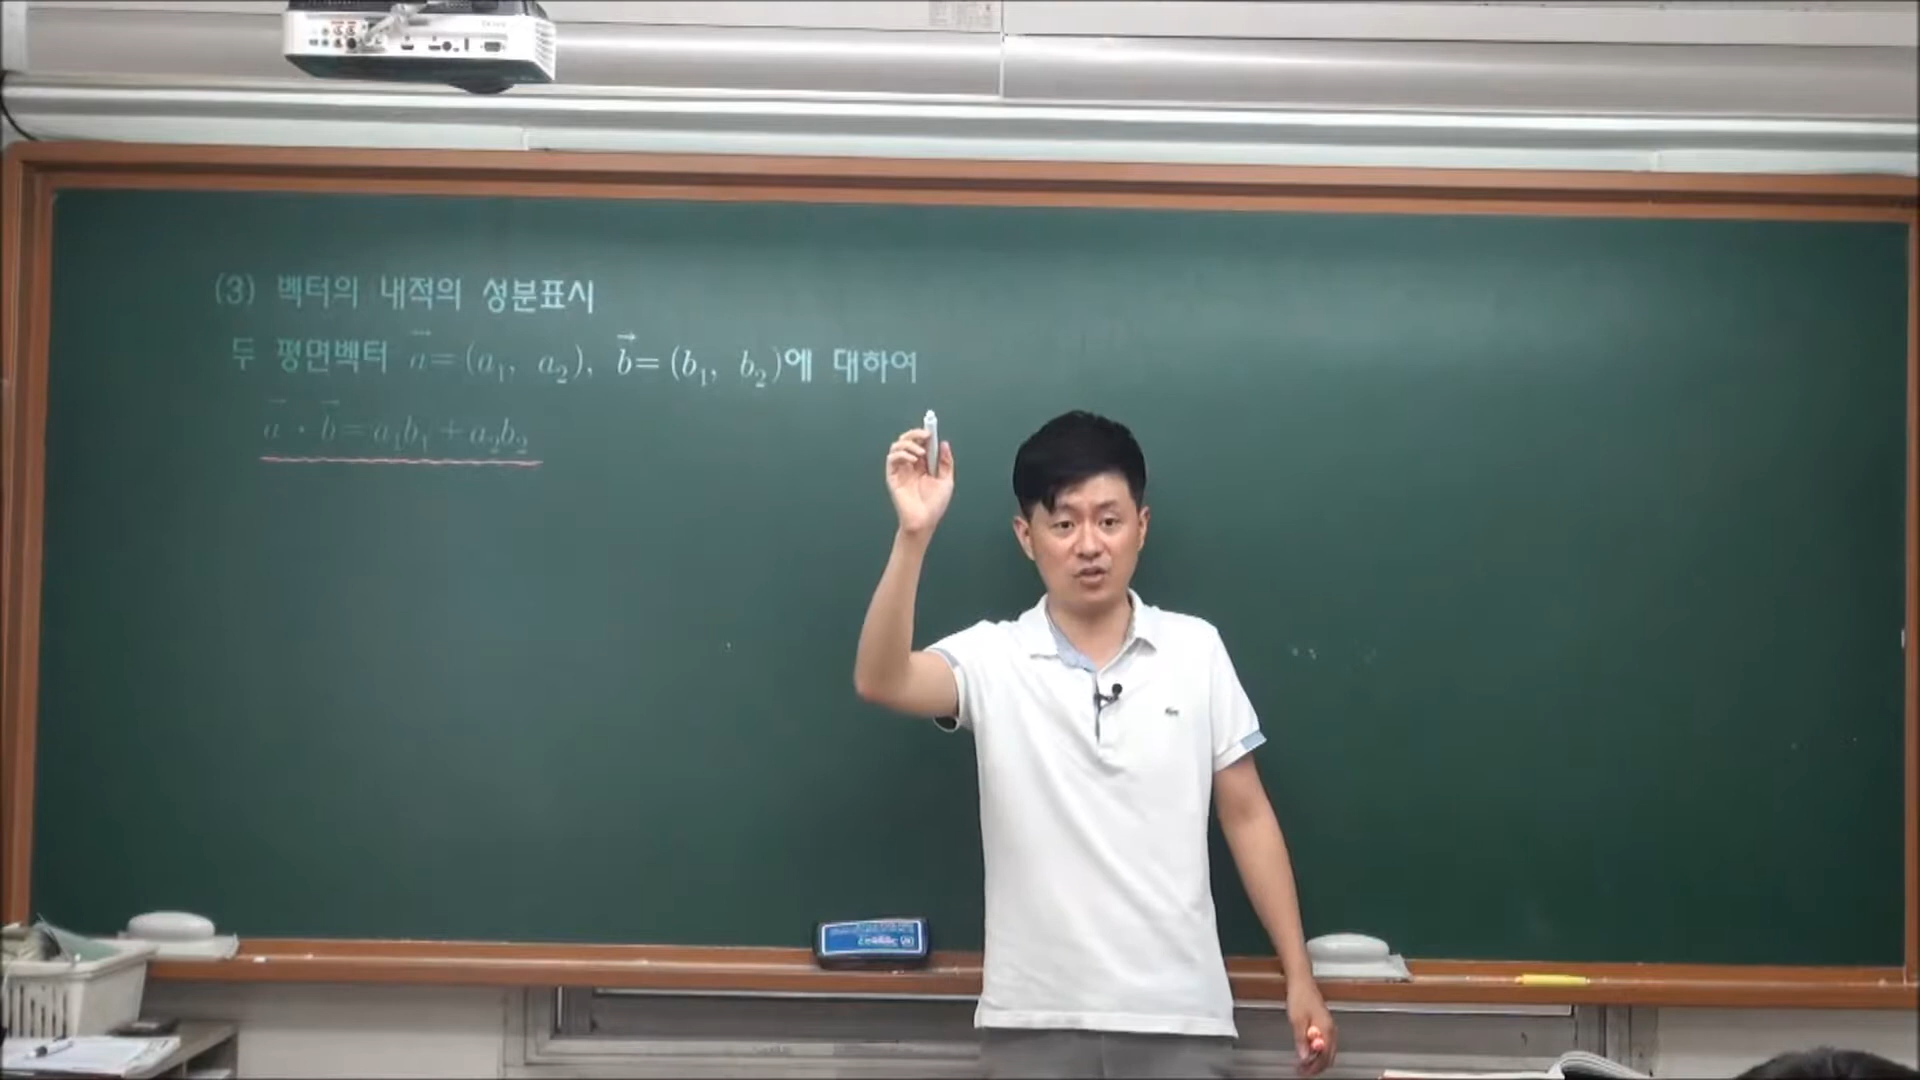 (3) 벡터의 내적의 성분표시
두 평면벡터 a⃗=(a₁, a₂), b⃗=(b₁, b₂)에 대하여
a⃗ · b⃗=a₁b₁+a₂b₂